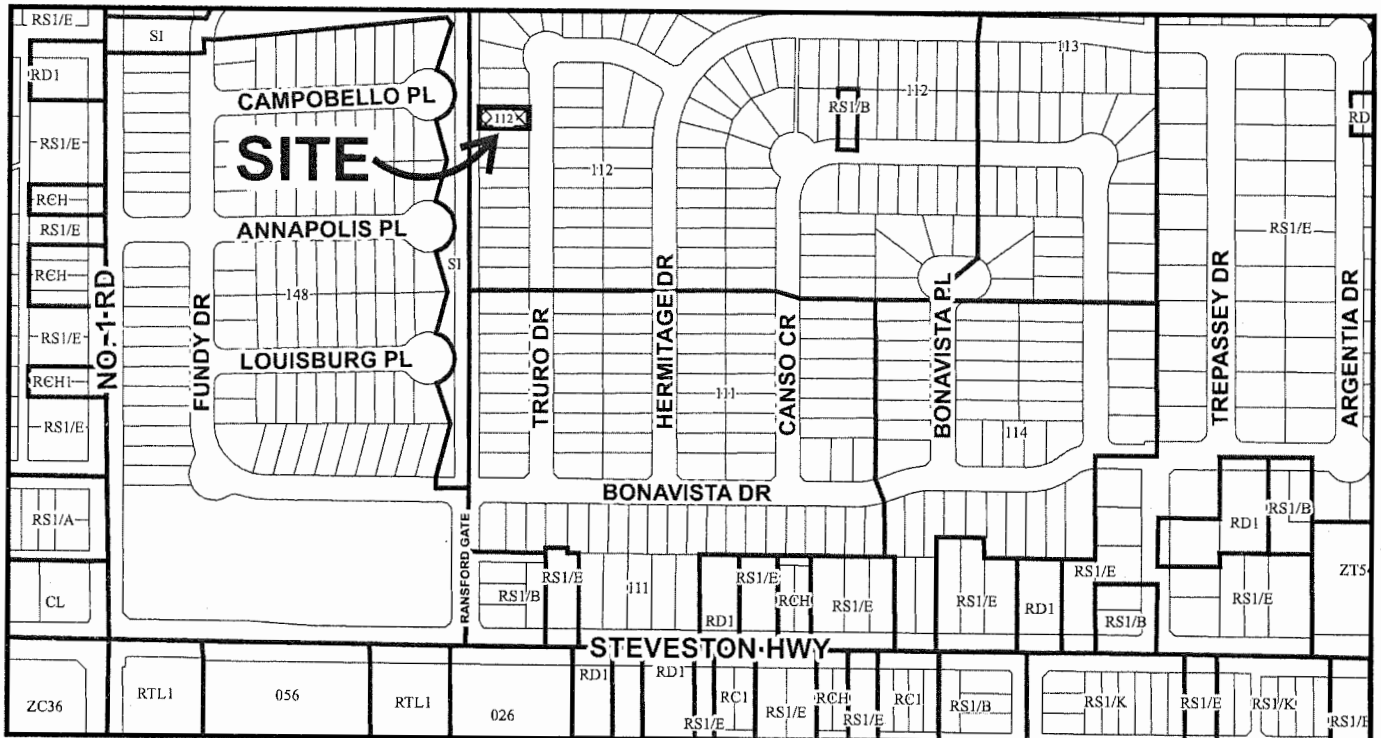 RS1/E
SI
RD1
113
CAMPOBELLO PL
112
RS1/B
112
RD
SITE
RS1/E
112
RCH
RS1/E
ANNAPOLIS PL
RS1/E
RCH
SI
148
NO. 1 RD
FUNDY DR
TRURO DR
HERMITAGE DR
CANSO CR
BONAVISTA PL
TREPASSEY DR
ARGENTIA DR
RS1/E
LOUISBURG PL
RCH1
111
RS1/E
114
BONAVISTA DR
RS1/A
RANSFORD GATE
RD1
RS1/B
RS1/E
RS1/E
RS1/E
ZT5
CL
RS1/B
111
RCH
RS1/E
RS1/E
RD1
RS1/E
RD1
RS1/B
STEVESTON HWY
RD1
RD1
ZC36
RTL1
056
RTL1
026
RS1/E
RC1
RS1/E
RCH
RS1/E
RC1
RS1/B
RS1/K
RS1/E
RS1/K
RS1/E